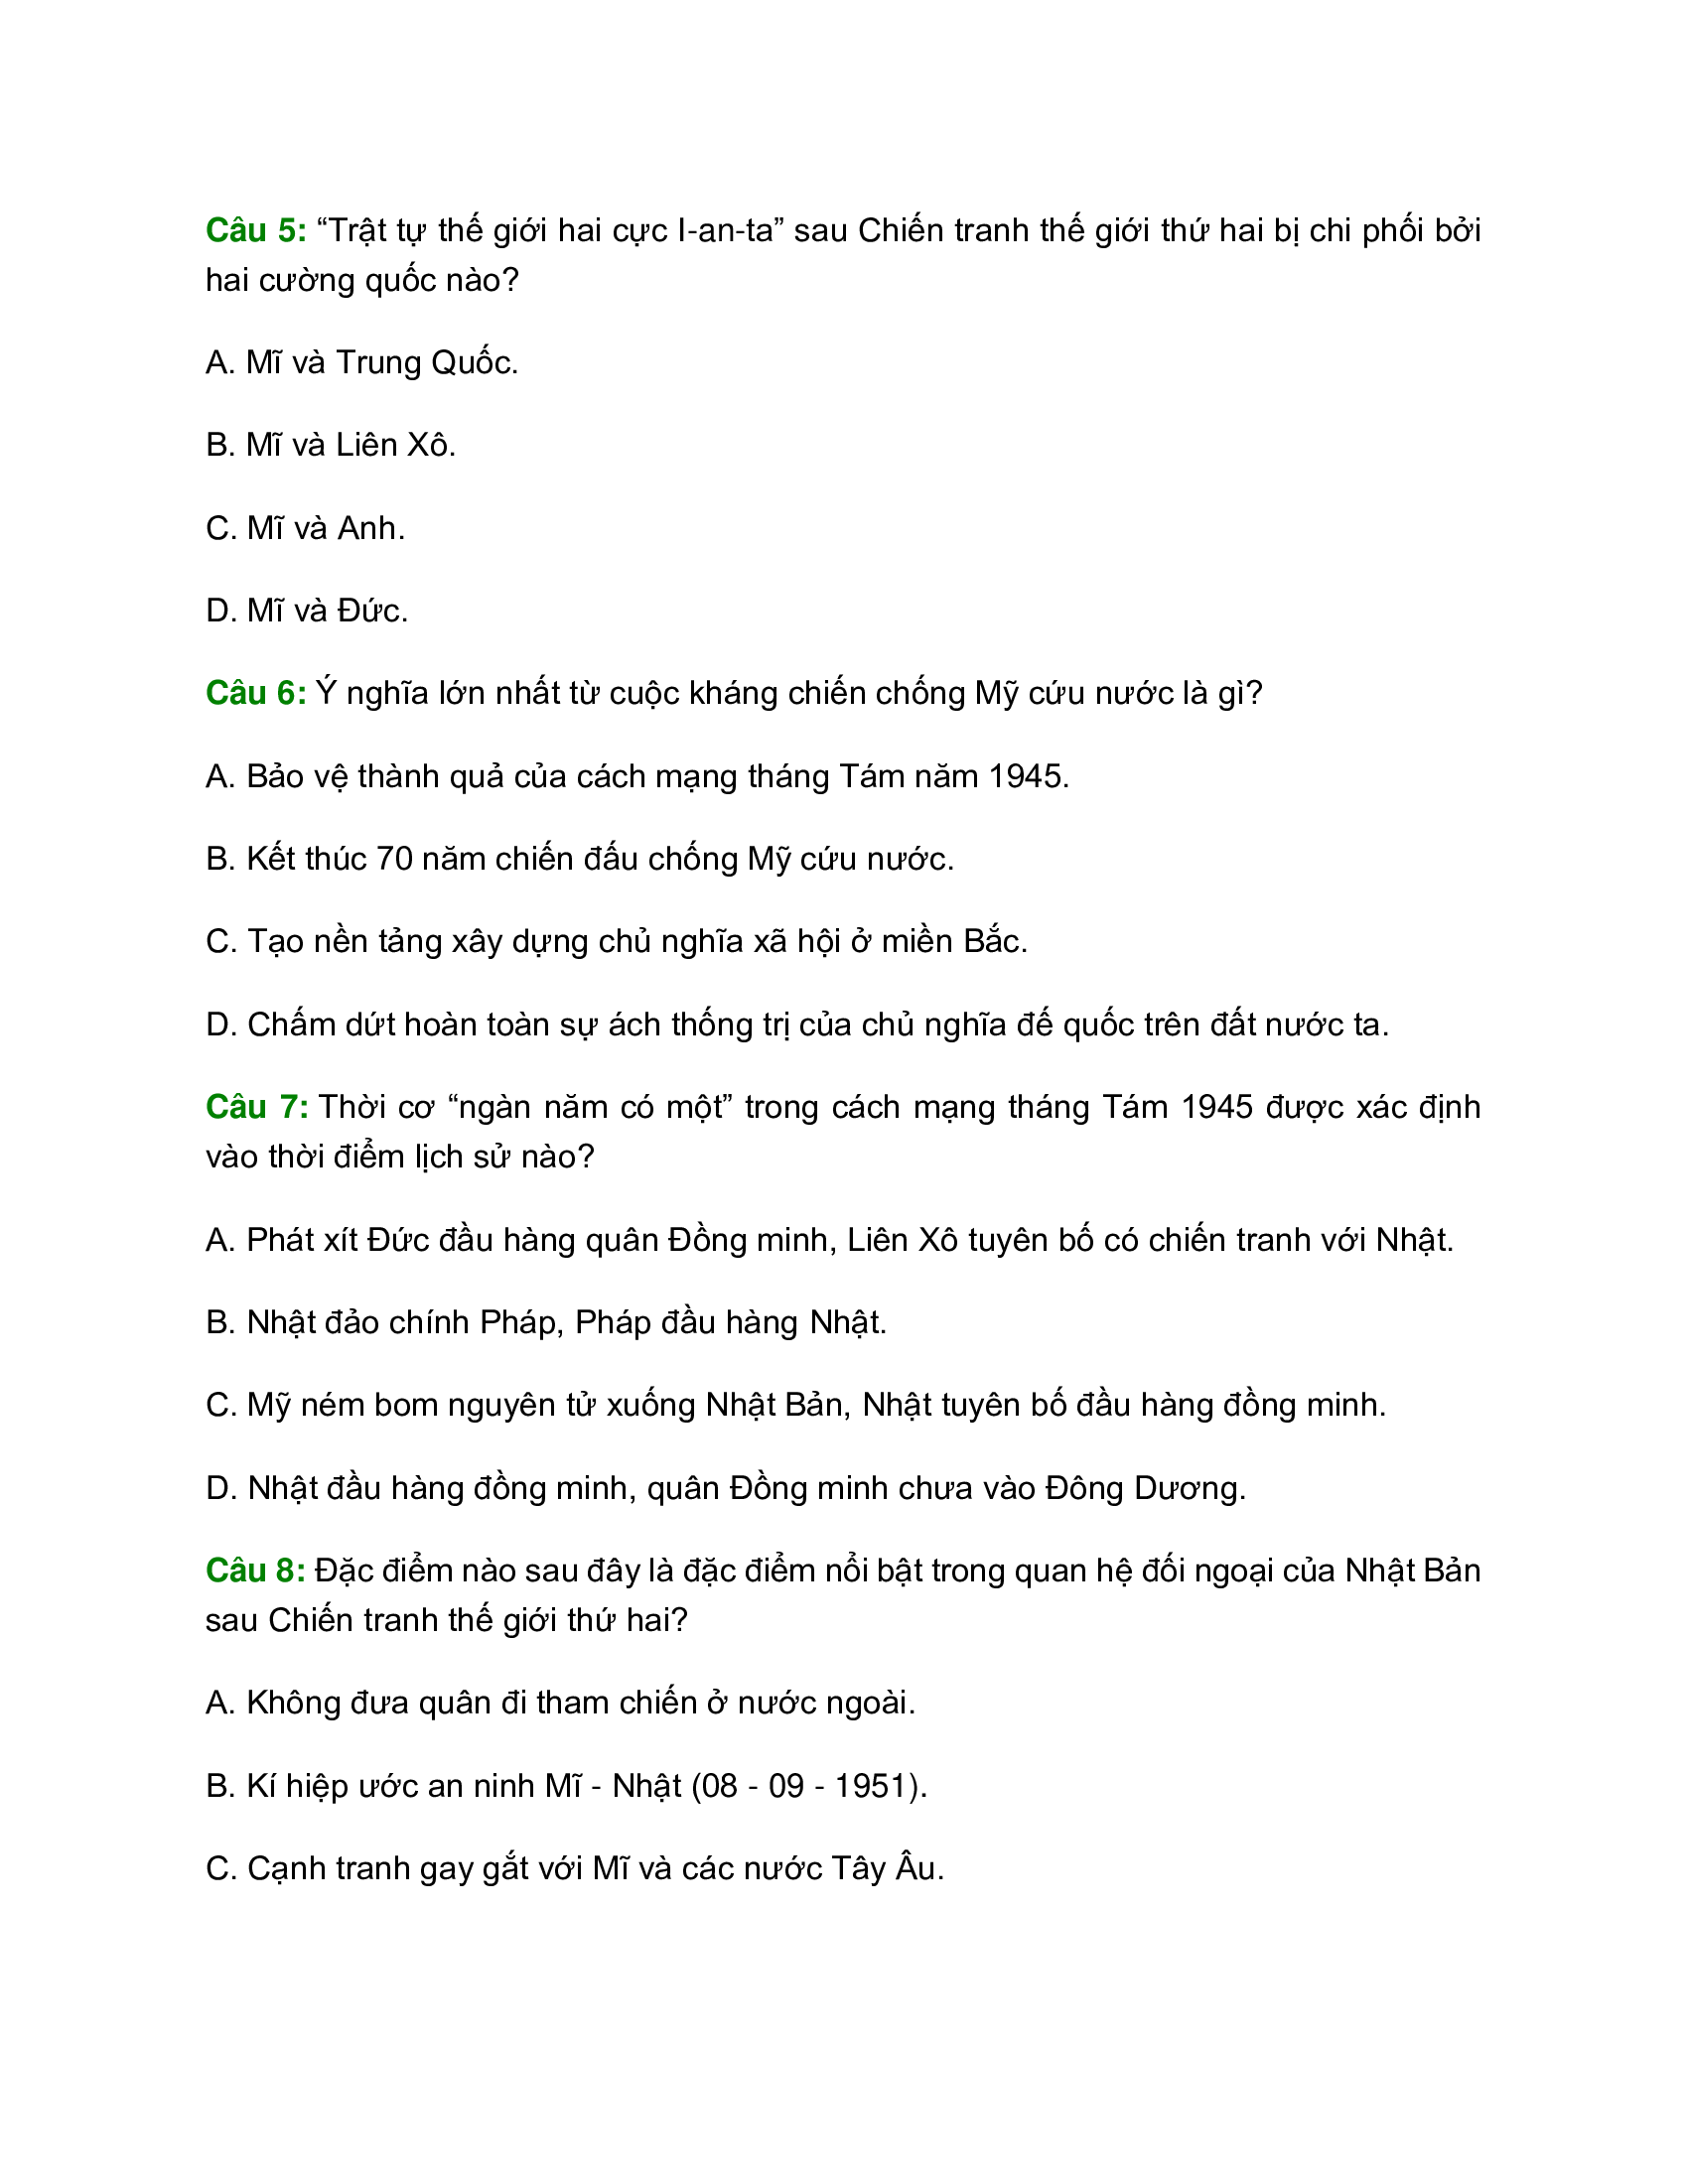 Câu 5: “Trật tự thế giới hai cực I-an-ta” sau Chiến tranh thế giới thứ hai bị chi phối bởi
hai cường quốc nào?
A. Mĩ và Trung Quốc.
B. Mĩ và Liên Xô.
C. Mĩ và Anh.
D. Mĩ và Đức.
Câu 6: Ý nghĩa lớn nhất từ cuộc kháng chiến chống Mỹ cứu nước là gì?
A. Bảo vệ thành quả của cách mạng tháng Tám năm 1945.
B. Kết thúc 70 năm chiến đấu chống Mỹ cứu nước.
C. Tạo nền tảng xây dựng chủ nghĩa xã hội ở miền Bắc.
D. Chấm dứt hoàn toàn sự ách thống trị của chủ nghĩa đế quốc trên đất nước ta.
Câu 7: Thời cơ “ngàn năm có một” trong cách mạng tháng Tám 1945 được xác định
vào thời điểm lịch sử nào?
A. Phát xít Đức đầu hàng quân Đồng minh, Liên Xô tuyên bố có chiến tranh với Nhật.
B. Nhật đảo chính Pháp, Pháp đầu hàng Nhật.
C. Mỹ ném bom nguyên tử xuống Nhật Bản, Nhật tuyên bố đầu hàng đồng minh.
D. Nhật đầu hàng đồng minh, quân Đồng minh chưa vào Đông Dương.
Câu 8: Đặc điểm nào sau đây là đặc điểm nổi bật trong quan hệ đối ngoại của Nhật Bản
sau Chiến tranh thế giới thứ hai?
A. Không đưa quân đi tham chiến ở nước ngoài.
B. Kí hiệp ước an ninh Mĩ - Nhật (08 - 09 - 1951).
C. Cạnh tranh gay gắt với Mĩ và các nước Tây Âu.